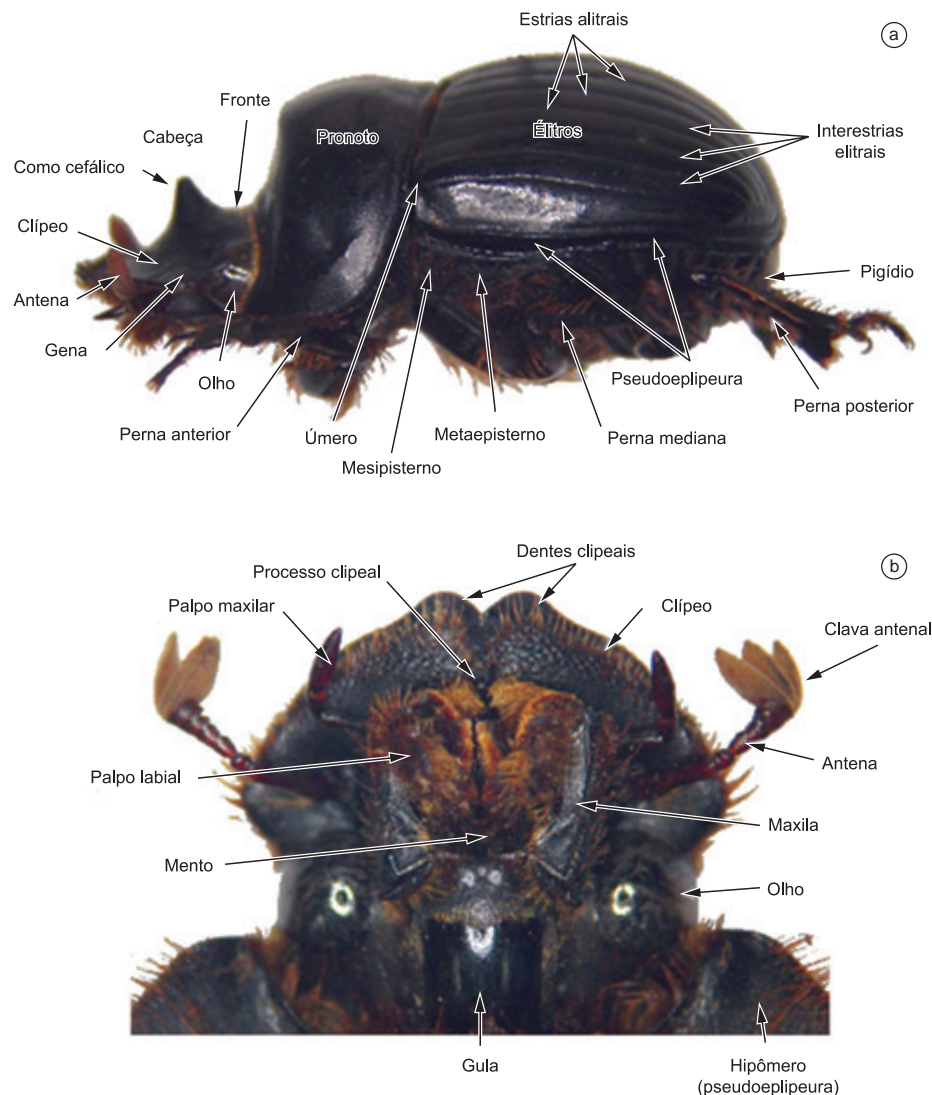 Estrias alitrais
a
Fronte
Cabeça
Pronoto
Élitros
Interestrias
elitrais
Como cefálico
Clípeo
Antena
Gena
Olho
Pigídio
Perna anterior
Úmero
Mesipisterno
Metaepisterno
Pseudoeplipeura
Perna mediana
Perna posterior
Dentes clipeais
b
Processo clipeal
Palpo maxilar
Clípeo
Clava antenal
Antena
Palpo labial
Maxila
Mento
Olho
Gula
Hipômero
(pseudoeplipeura)